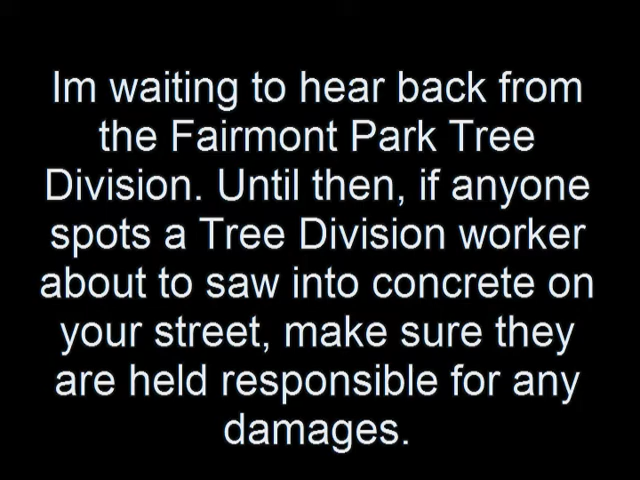 Im waiting to hear back from
the Fairmont Park Tree
Division. Until then, if anyone
spots a Tree Division worker
about to saw into concrete on
your street, make sure they
are held responsible for any
damages.